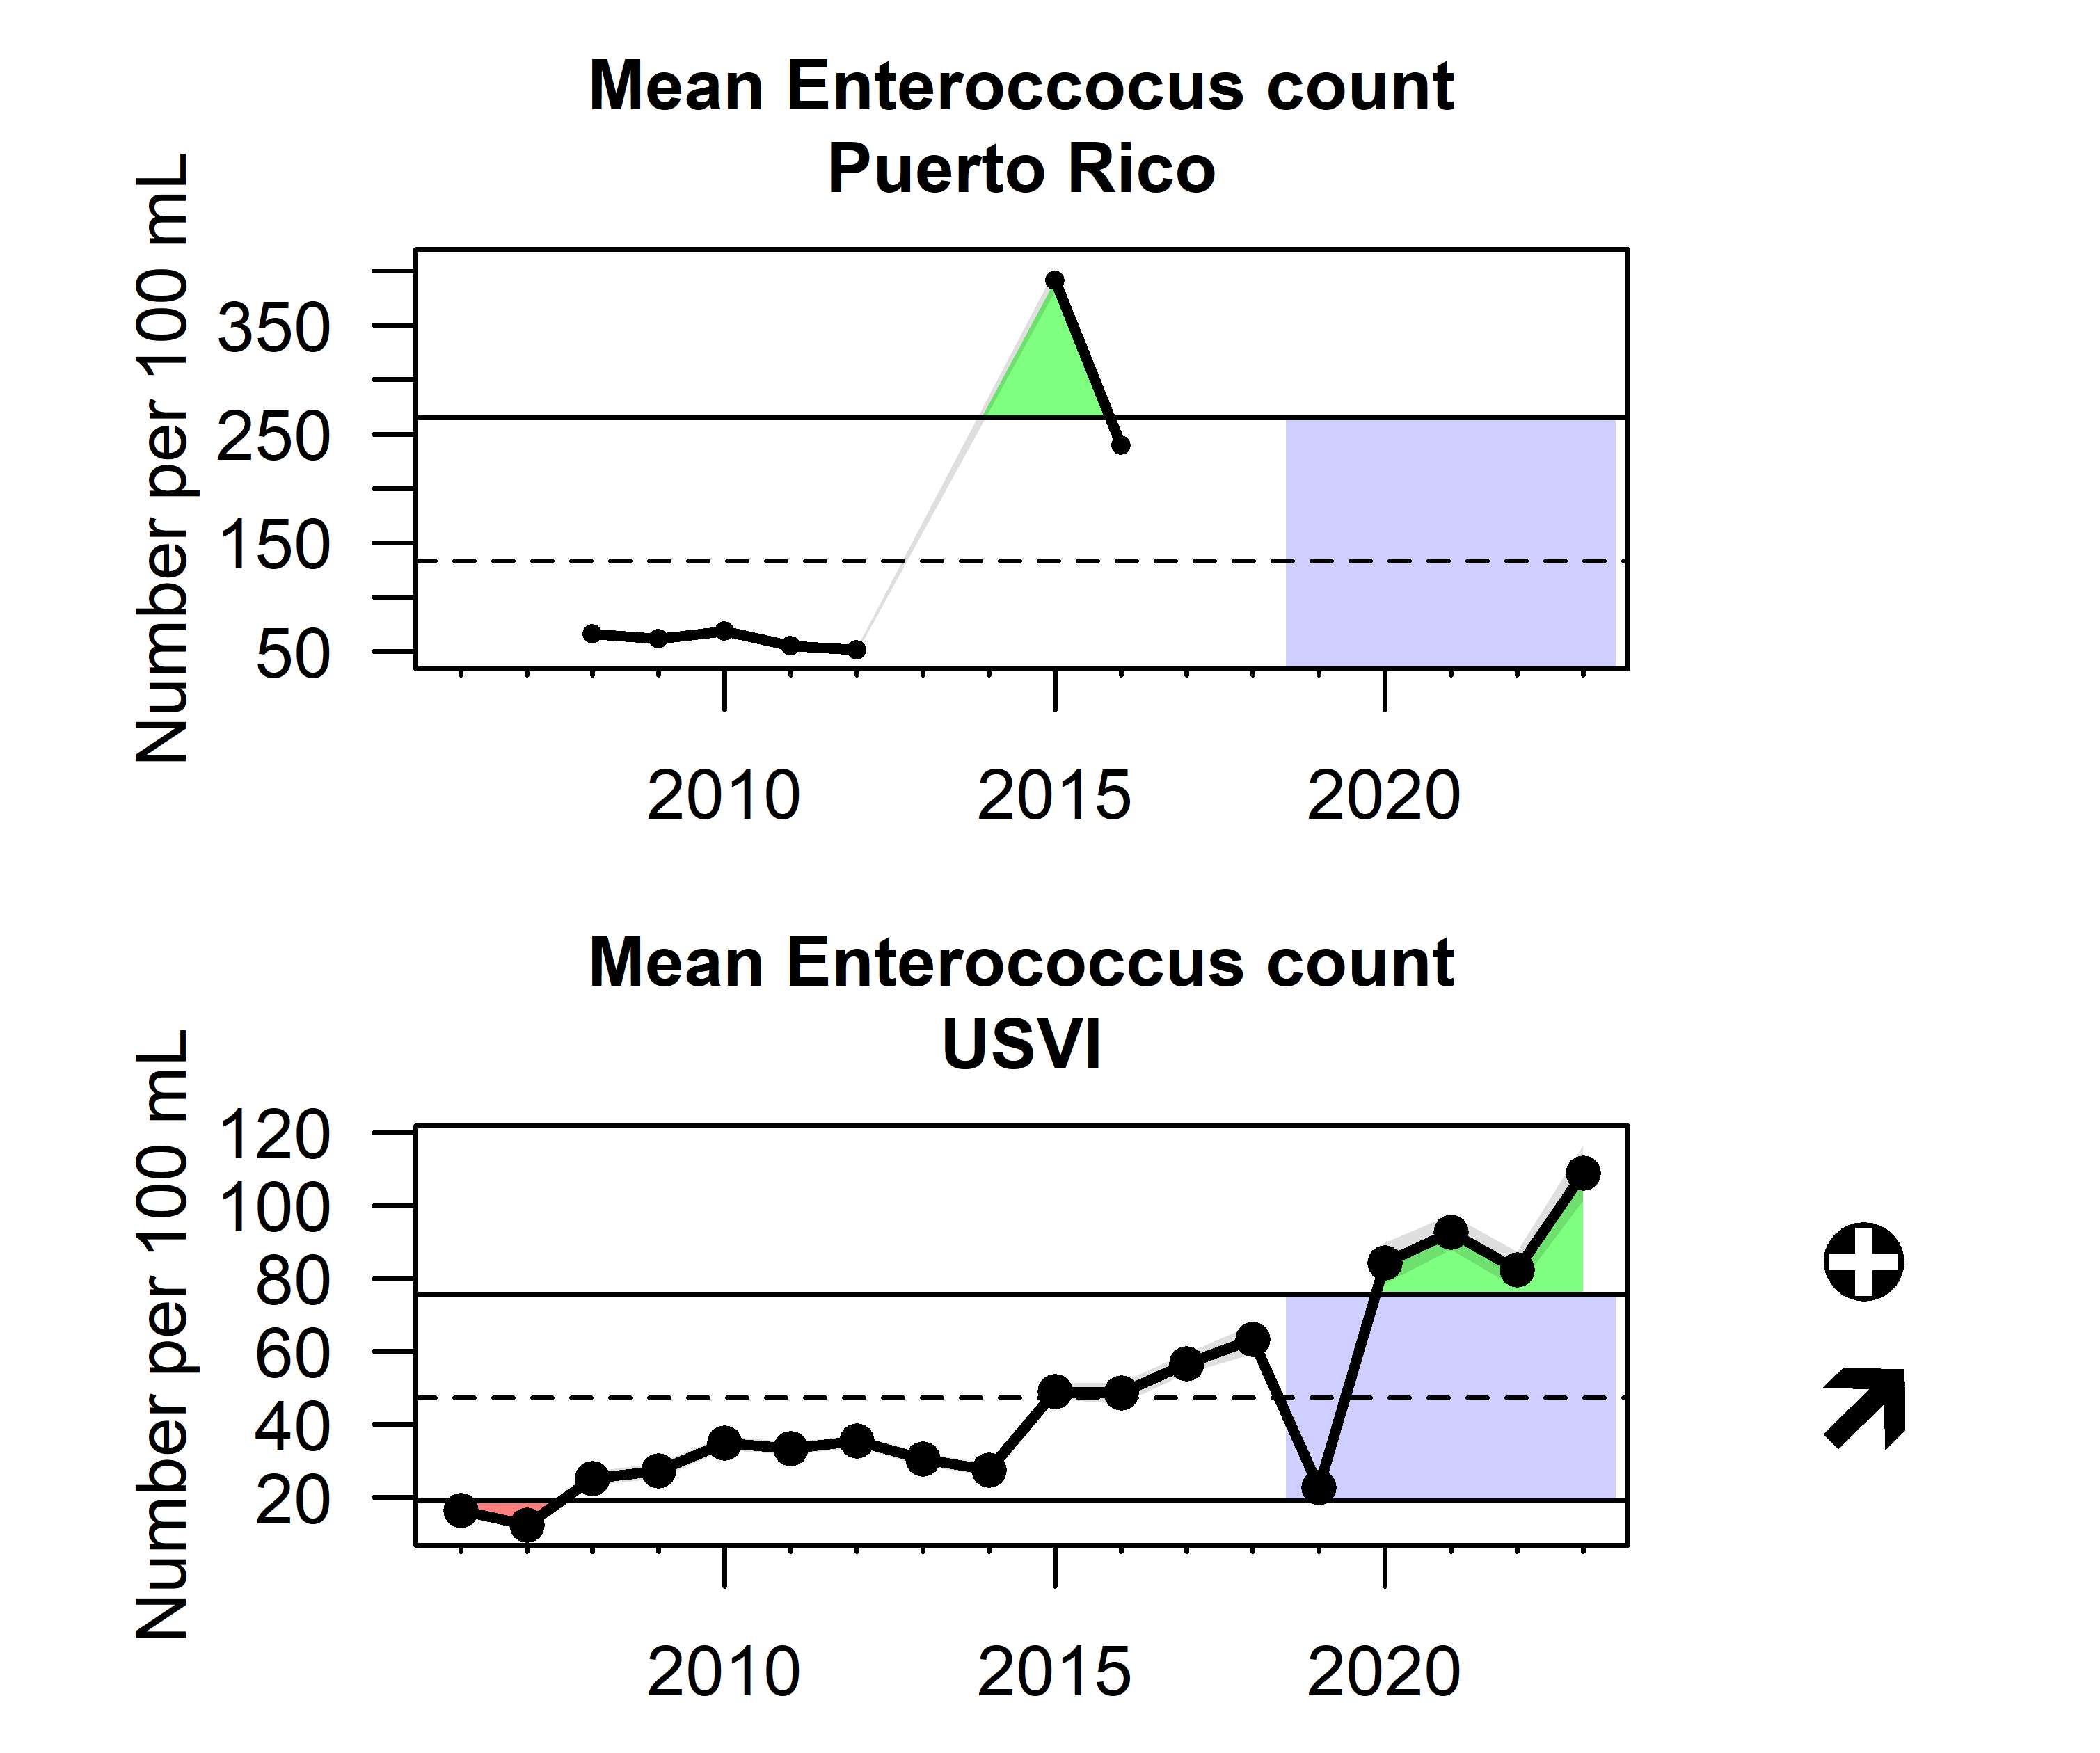 Mean Enteroccocus count
Puerto Rico
Number per 100 mL
350
250
150
50
2010 2015 2020
Mean Enterococcus count
USVI
Number per 100 mL
120
100
80
60
40
20
2010 2015 2020